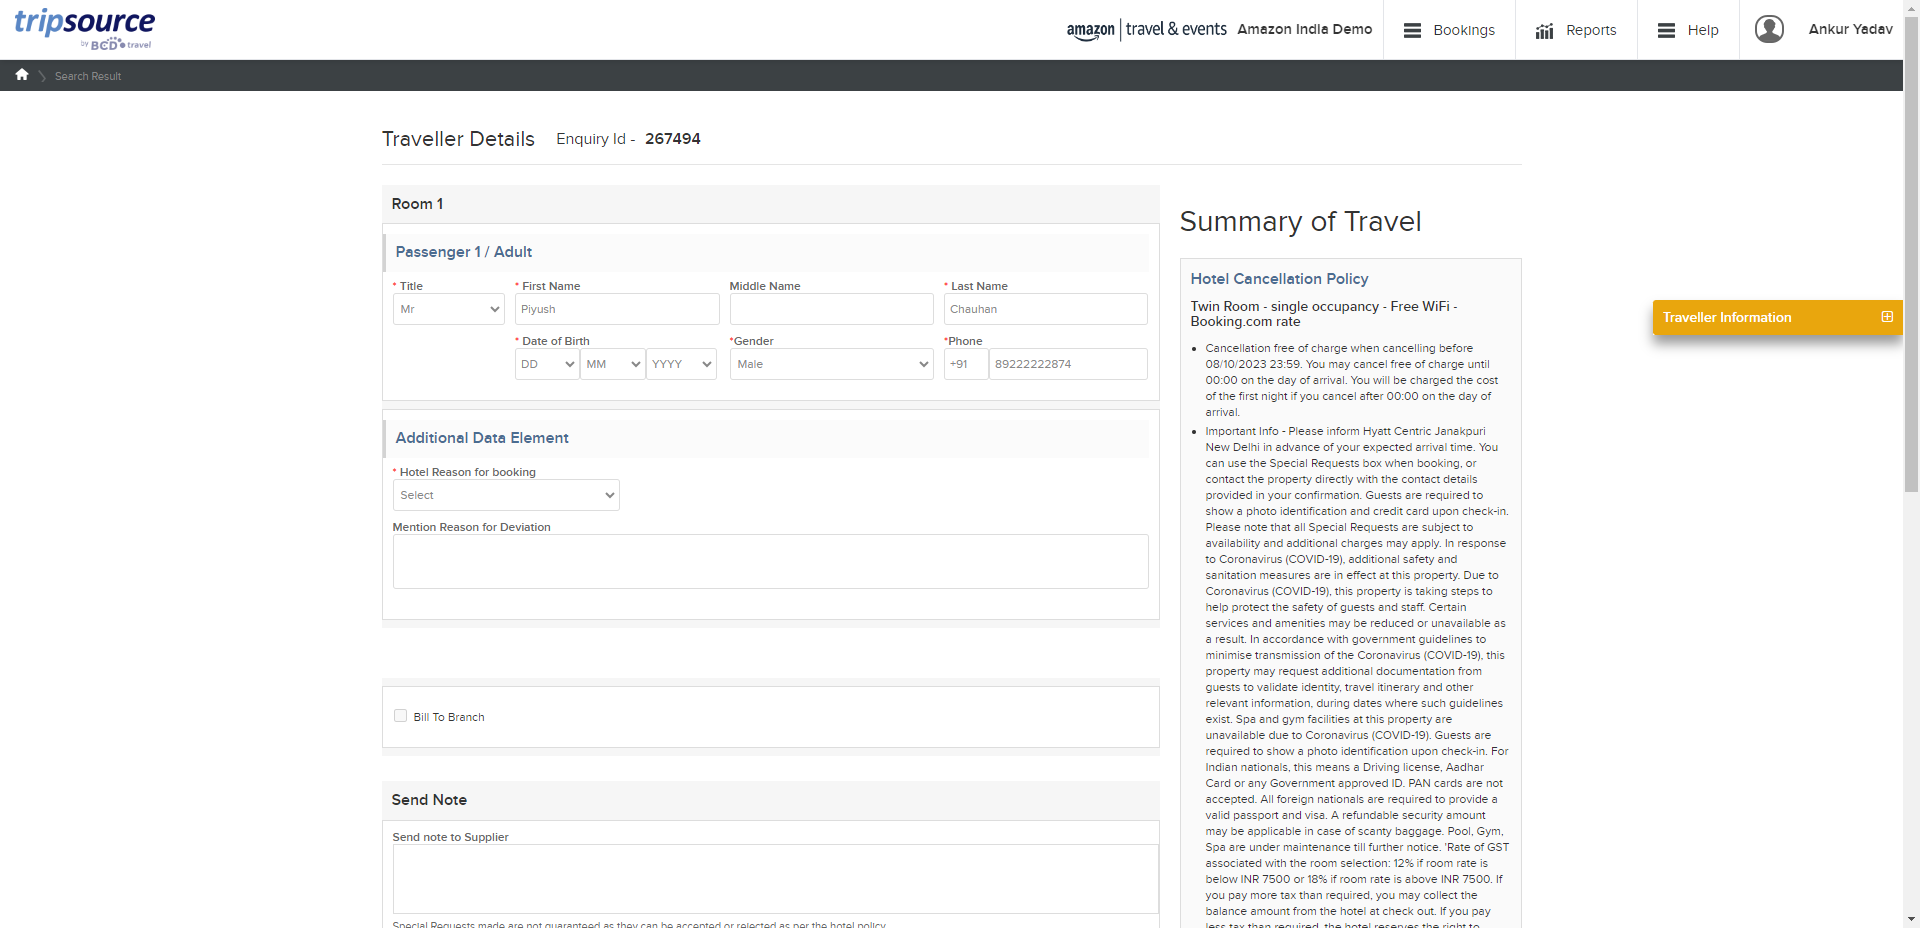 tripsource
by BCD travel
amazon travel & events Amazon India Demo
Bookings
Reports
Help
Ankur Yadav
Search Result
Traveller Details Enquiry Id - 267494
Room 1
Passenger 1 / Adult
* Title * First Name Middle Name * Last Name
Mr Piyush Chauhan
* Date of Birth *Gender *Phone
DD MM YYYY Male +91 89222222874
Additional Data Element
* Hotel Reason for booking
Select
Mention Reason for Deviation
Bill To Branch
Send Note
Send note to Supplier
Special Requests made are not guaranteed as they can be accepted or rejected as per the hotel policy
Summary of Travel
Hotel Cancellation Policy
Twin Room - single occupancy - Free WiFi -
Booking.com rate
• Cancellation free of charge when cancelling before
08/10/2023 23:59. You may cancel free of charge until
00:00 on the day of arrival. You will be charged the cost
of the first night if you cancel after 00:00 on the day of
arrival.
• Important Info - Please inform Hyatt Centric Janakpuri
New Delhi in advance of your expected arrival time. You
can use the Special Requests box when booking, or
contact the property directly with the contact details
provided in your confirmation. Guests are required to
show a photo identification and credit card upon check-in.
Please note that all Special Requests are subject to
availability and additional charges may apply. In response
to Coronavirus (COVID-19), additional safety and
sanitation measures are in effect at this property. Due to
Coronavirus (COVID-19), this property is taking steps to
help protect the safety of guests and staff. Certain
services and amenities may be reduced or unavailable as
a result. In accordance with government guidelines to
minimise transmission of the Coronavirus (COVID-19), this
property may request additional documentation from
guests to validate identity, travel itinerary and other
relevant information, during dates where such guidelines
exist. Spa and gym facilities at this property are
unavailable due to Coronavirus (COVID-19). Guests are
required to show a photo identification upon check-in. For
Indian nationals, this means a Driving license, Aadhar
Card or any Government approved ID. PAN cards are not
accepted. All foreign nationals are required to provide a
valid passport and visa. A refundable security amount
may be applicable in case of scanty baggage. Pool, Gym,
Spa are under maintenance till further notice. 'Rate of GST
associated with the room selection: 12% if room rate is
below INR 7500 or 18% if room rate is above INR 7500. If
you pay more tax than required, you may collect the
balance amount from the hotel at check out. If you pay
less tax than required, the hotel reserves the right to
Traveller Information